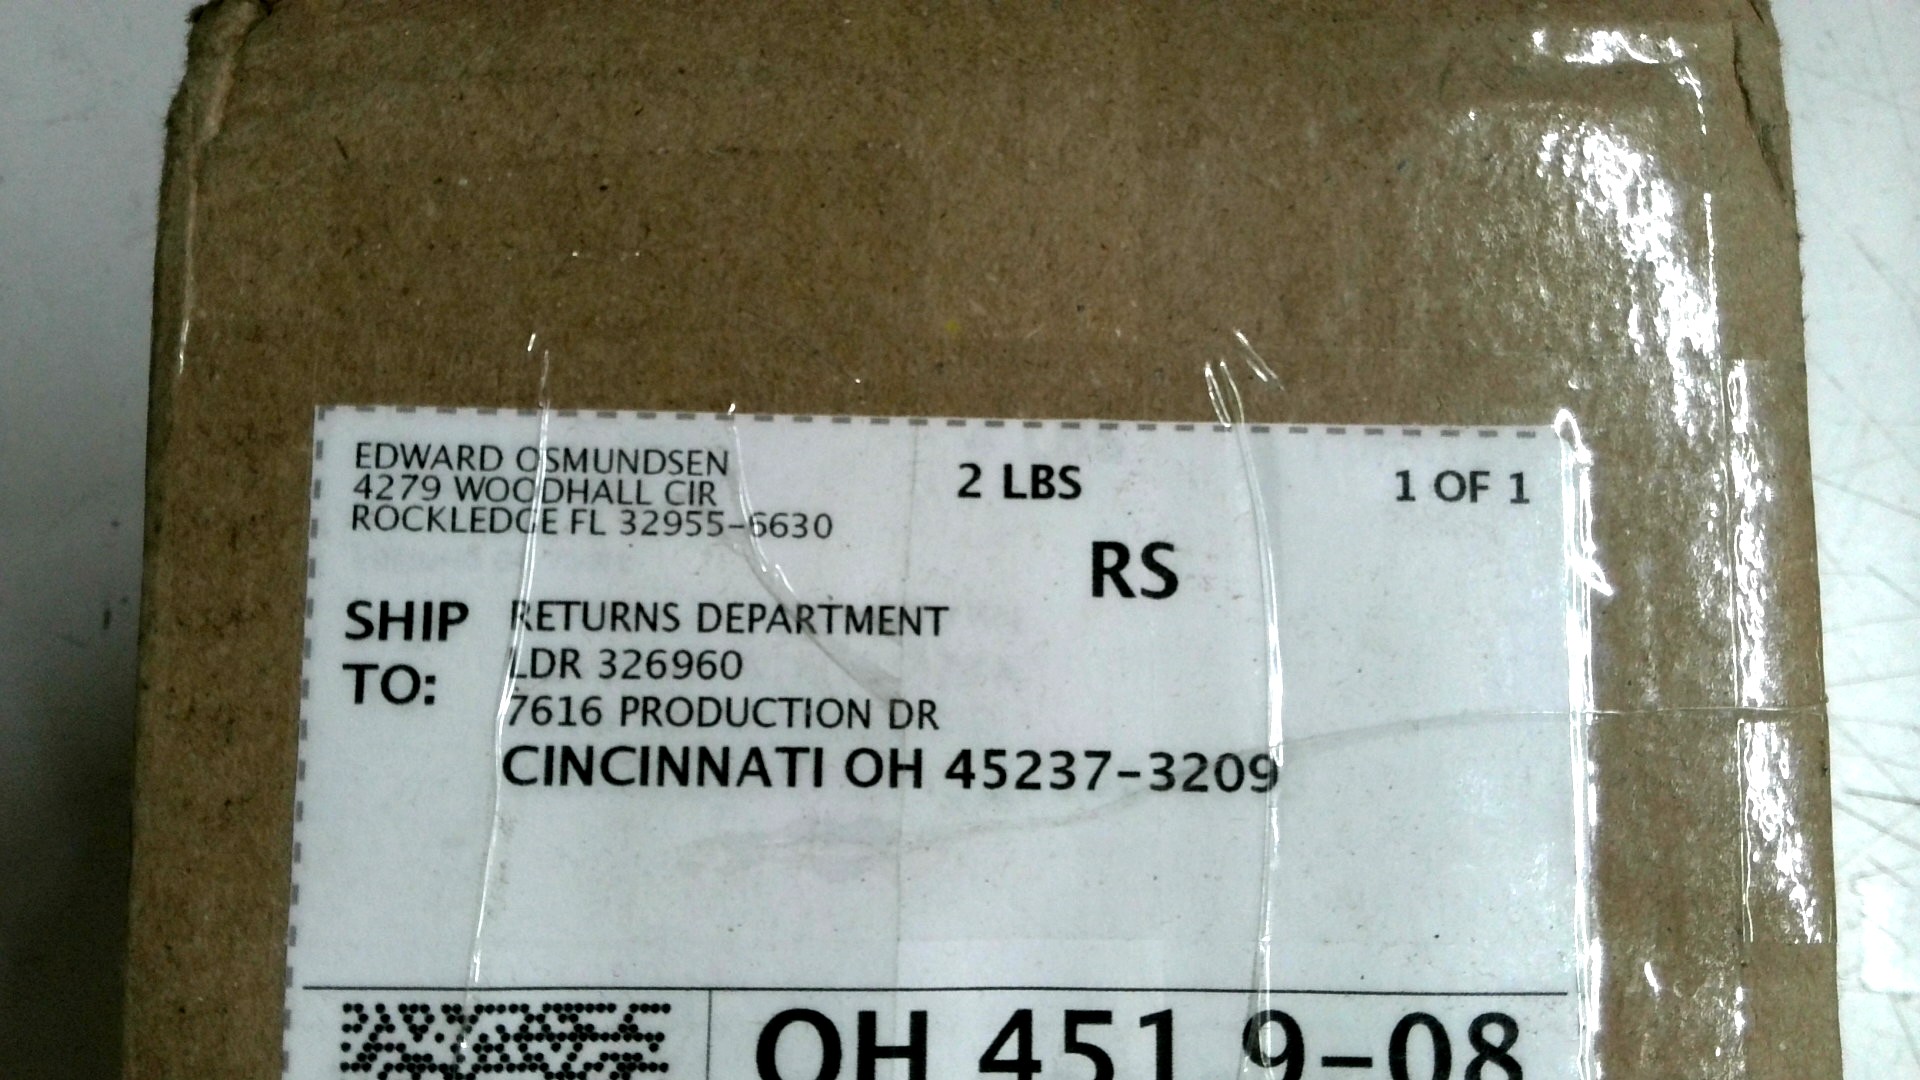 EDWARD OSMUNDSEN
4279 WOODHALL CIR
ROCKLEDGE FL 32955-6630
2 LBS
1 OF 1
RS
SHIP TO:
RETURNS DEPARTMENT
LDR 326960
7616 PRODUCTION DR
CINCINNATI OH 45237-3209
OH 451 9-08